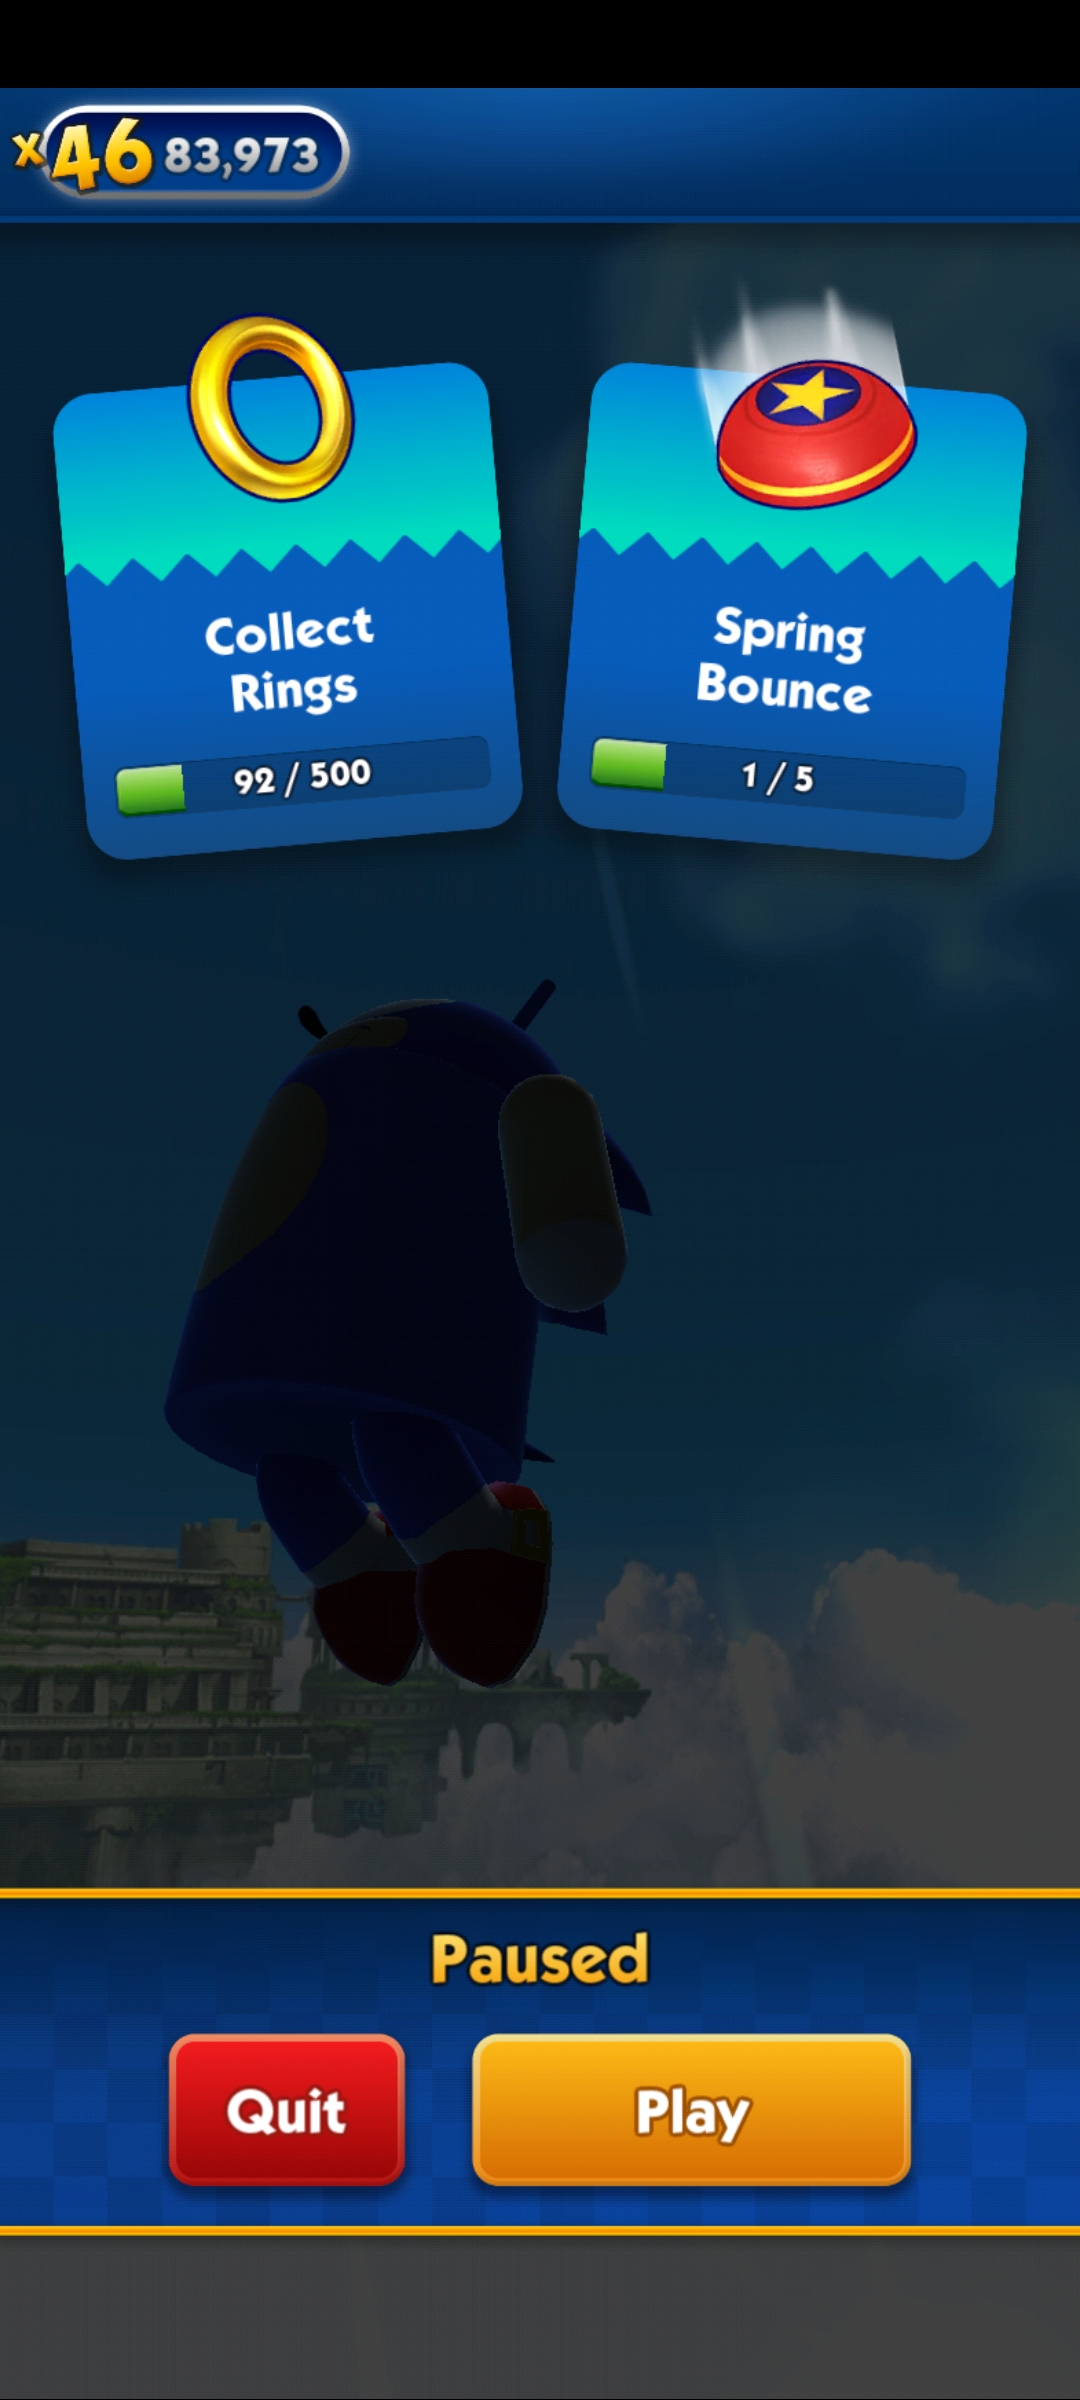 x46 83,973
Collect
Rings
92 / 500
Spring
Bounce
1 / 5
Paused
Quit
Play